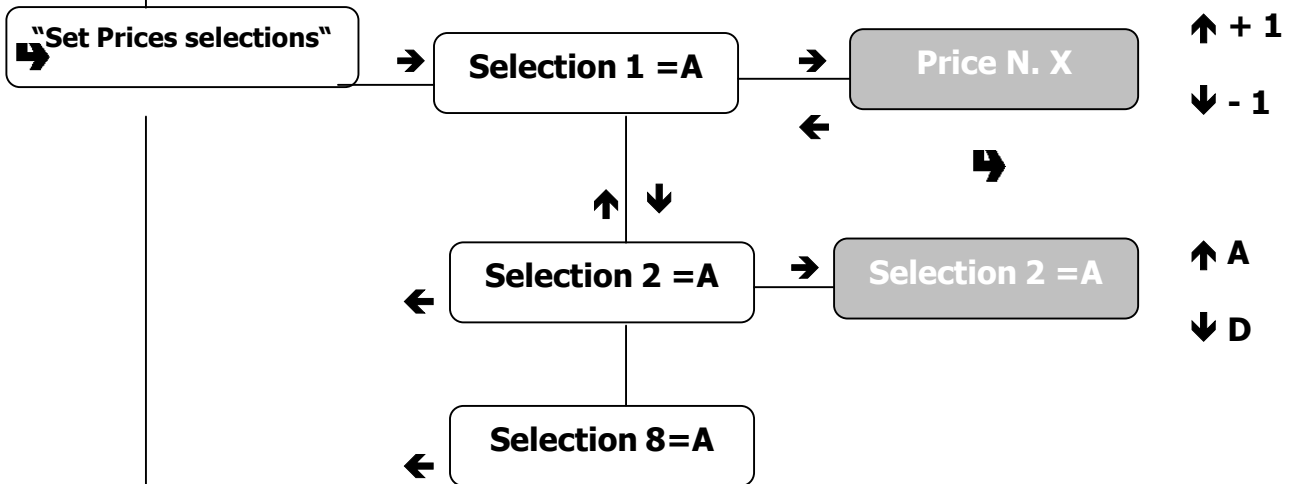 "Set Prices selections"
Selection 1 =A
Price N. X
+ 1
- 1
Selection 2 =A
Selection 2 =A
A
D
Selection 8=A